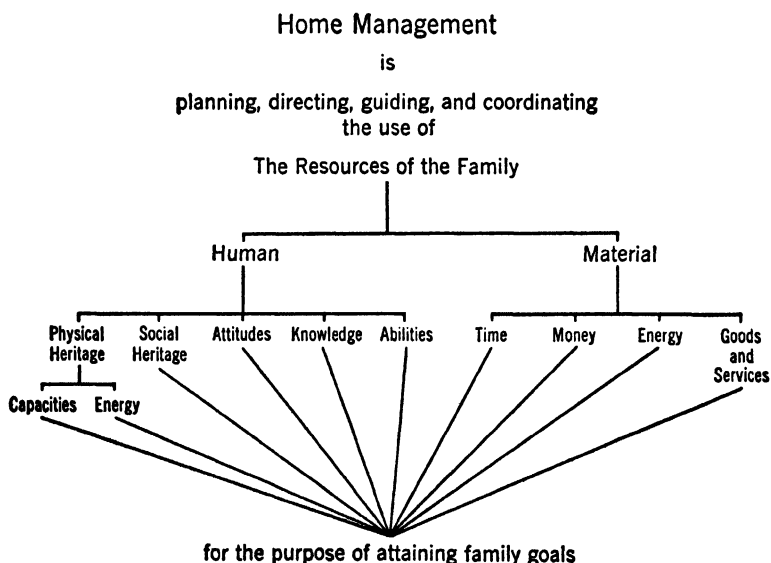 Home Management
is
planning, directing, guiding, and coordinating
the use of
The Resources of the Family
Human
Material
Physical
Heritage
Social
Heritage
Attitudes
Knowledge
Abilities
Time
Money
Energy
Goods
and
Services
Capacities
Energy
for the purpose of attaining family goals